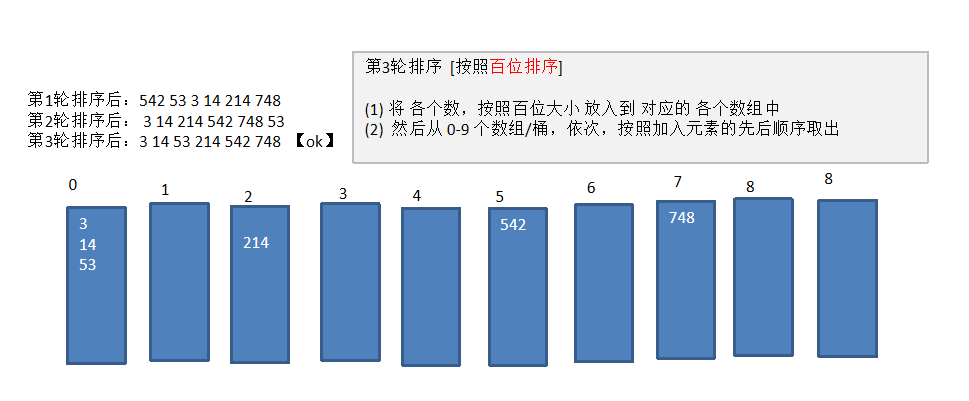 第3轮排序 [按照百位排序]
(1) 将 各个数，按照百位大小 放入到 对应的 各个数组中
(2) 然后从 0-9 个数组/桶，依次，按照加入元素的先后顺序取出
第1轮排序后：542 53 3 14 214 748
第2轮排序后： 3 14 214 542 748 53
第3轮排序后：3 14 53 214 542 748 【ok】
0 1 2 3 4 5 6 7 8 8
3
14
53
214
542
748